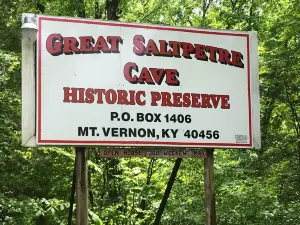 GREAT SALTPETRE
CAVE
HISTORIC PRESERVE
P.O. BOX 1406
MT. VERNON, KY 40456